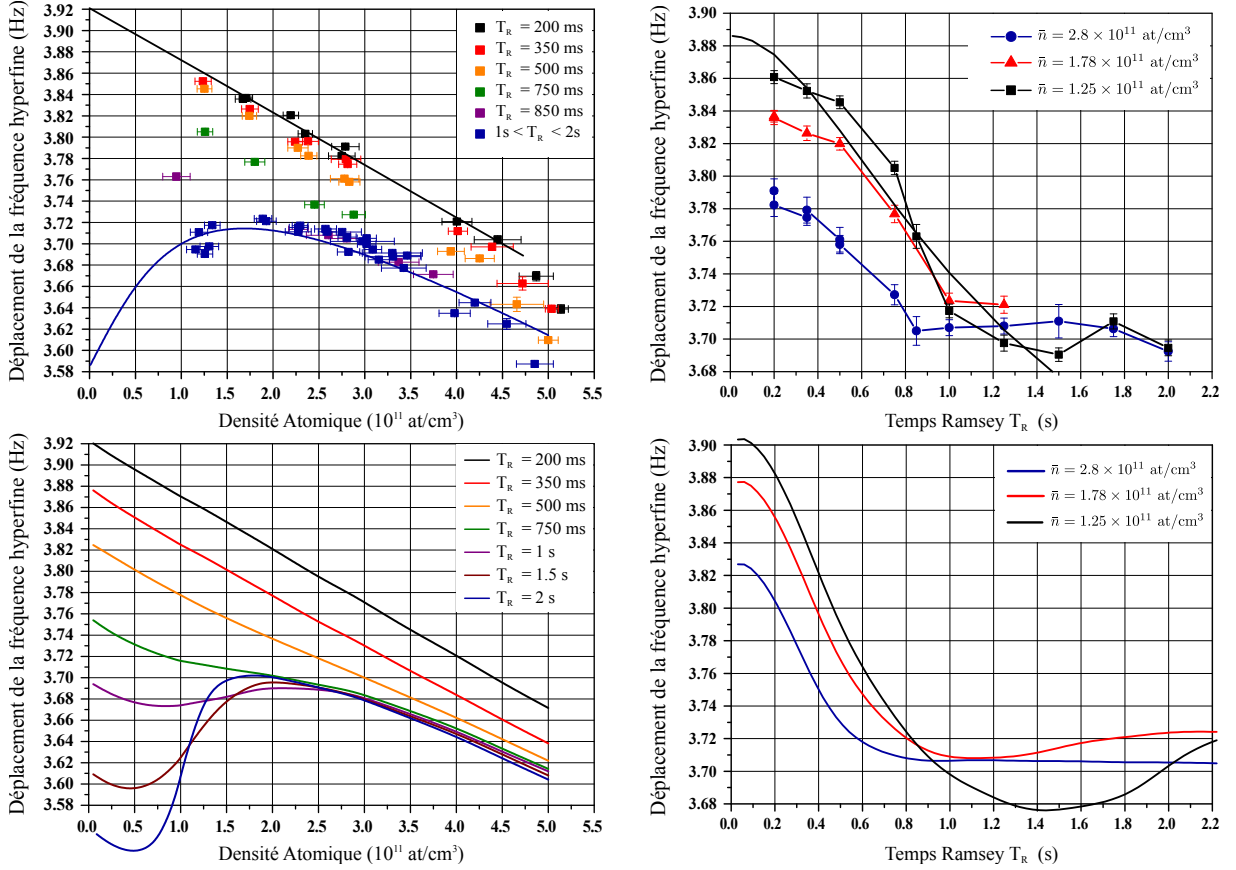 Déplacement de la fréquence hyperfine (Hz)
3.92
3.90
3.88
3.86
3.84
3.82
3.80
3.78
3.76
3.74
3.72
3.70
3.68
3.66
3.64
3.62
3.60
3.58
T_R = 200 ms
T_R = 350 ms
T_R = 500 ms
T_R = 750 ms
T_R = 850 ms
1s < T_R < 2s
0.0 0.5 1.0 1.5 2.0 2.5 3.0 3.5 4.0 4.5 5.0 5.5
Densité Atomique (10¹¹ at/cm³)
Déplacement de la fréquence hyperfine (Hz)
3.90
3.88
3.86
3.84
3.82
3.80
3.78
3.76
3.74
3.72
3.70
3.68
n̄ = 2.8 × 10¹¹ at/cm³
n̄ = 1.78 × 10¹¹ at/cm³
n̄ = 1.25 × 10¹¹ at/cm³
0.0 0.2 0.4 0.6 0.8 1.0 1.2 1.4 1.6 1.8 2.0 2.2
Temps Ramsey T_R (s)
Déplacement de la fréquence hyperfine (Hz)
3.92
3.90
3.88
3.86
3.84
3.82
3.80
3.78
3.76
3.74
3.72
3.70
3.68
3.66
3.64
3.62
3.60
3.58
T_R = 200 ms
T_R = 350 ms
T_R = 500 ms
T_R = 750 ms
T_R = 1 s
T_R = 1.5 s
T_R = 2 s
0.0 0.5 1.0 1.5 2.0 2.5 3.0 3.5 4.0 4.5 5.0 5.5
Densité Atomique (10¹¹ at/cm³)
Déplacement de la fréquence hyperfine (Hz)
3.90
3.88
3.86
3.84
3.82
3.80
3.78
3.76
3.74
3.72
3.70
3.68
n̄ = 2.8 × 10¹¹ at/cm³
n̄ = 1.78 × 10¹¹ at/cm³
n̄ = 1.25 × 10¹¹ at/cm³
0.0 0.2 0.4 0.6 0.8 1.0 1.2 1.4 1.6 1.8 2.0 2.2
Temps Ramsey T_R (s)